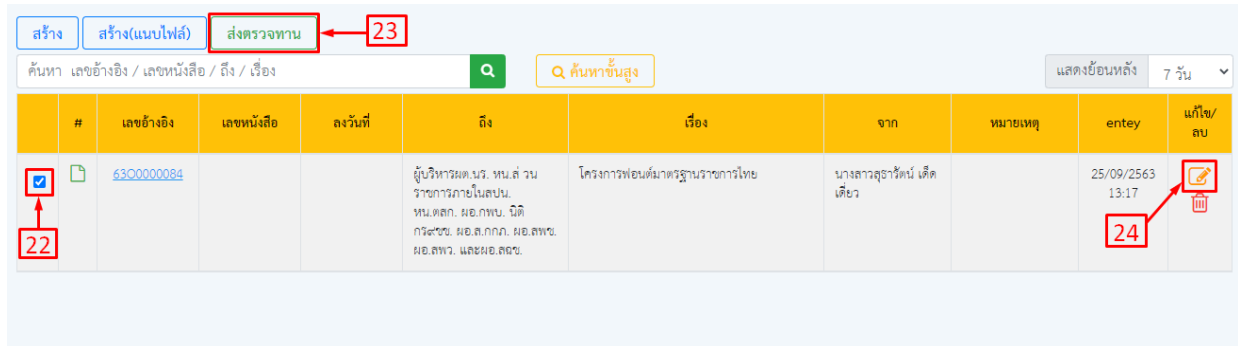 สร้าง สร้าง(แนบไฟล์) ส่งตรวจทาน 23
ค้นหา เลขอ้างอิง / เลขหนังสือ / ถึง / เรื่อง ค้นหาขั้นสูง แสดงย้อนหลัง 7 วัน
# เลขอ้างอิง เลขหนังสือ ลงวันที่ ถึง เรื่อง จาก หมายเหตุ entey แก้ไข/
ลบ
63O0000084 ผู้บริหารผต.นร. หน.ส่วน โครงการฟอนต์มาตรฐานราชการไทย นางสาวสุธารัตน์ เด็ด 25/09/2563
ราชการภายในสปน. เดี่ยว 13:17
หน.ตสก. ผอ.กพบ. นิติ
ผอ.ส.กกภ. ผอ.สพข.
ผอ.สพว. และผอ.สฉช.
22 24